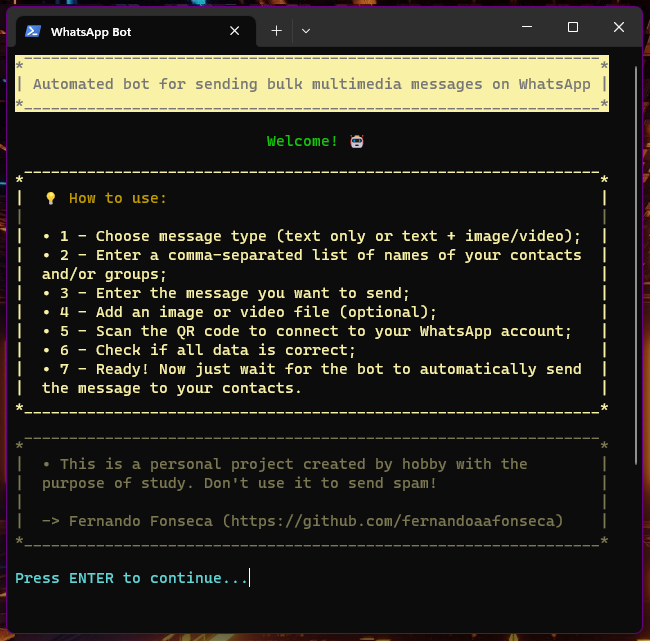 WhatsApp Bot
Automated bot for sending bulk multimedia messages on WhatsApp
Welcome! 🤖
💡 How to use:
• 1 - Choose message type (text only or text + image/video);
• 2 - Enter a comma-separated list of names of your contacts
and/or groups;
• 3 - Enter the message you want to send;
• 4 - Add an image or video file (optional);
• 5 - Scan the QR code to connect to your WhatsApp account;
• 6 - Check if all data is correct;
• 7 - Ready! Now just wait for the bot to automatically send
the message to your contacts.
• This is a personal project created by hobby with the
purpose of study. Don't use it to send spam!
-> Fernando Fonseca (https://github.com/fernandoaafonseca)
Press ENTER to continue...